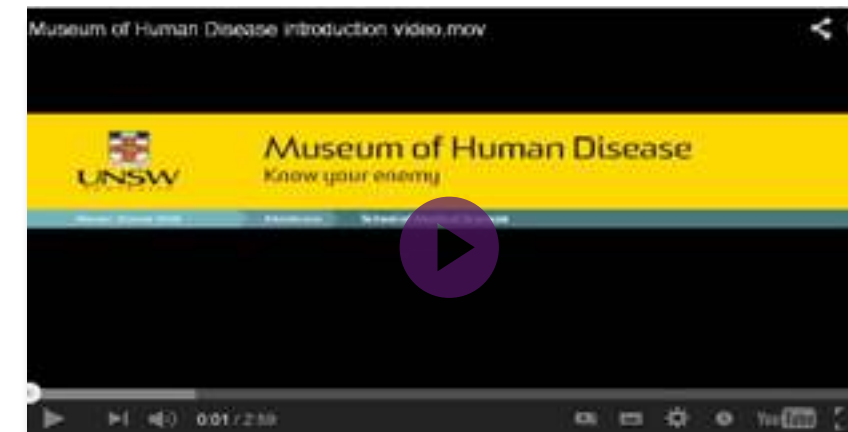 Museum of Human Disease introduction video.mov
UNSW
Museum of Human Disease
Know your enemy
0:01 / 2:59
YouTube